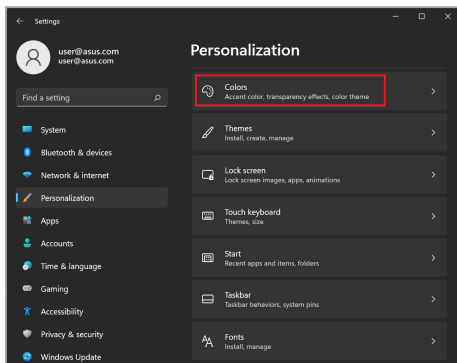 Settings
user@asus.com
user@asus.com
Find a setting
System
Bluetooth & devices
Network & internet
Personalization
Apps
Accounts
Time & language
Gaming
Accessibility
Privacy & security
Windows Update
Personalization
Colors
Accent color, transparency effects, color theme
Themes
Install, create, manage
Lock screen
Lock screen images, apps, animations
Touch keyboard
Themes, size
Start
Recent apps and items, folders
Taskbar
Taskbar behaviors, system pins
Fonts
Install, manage